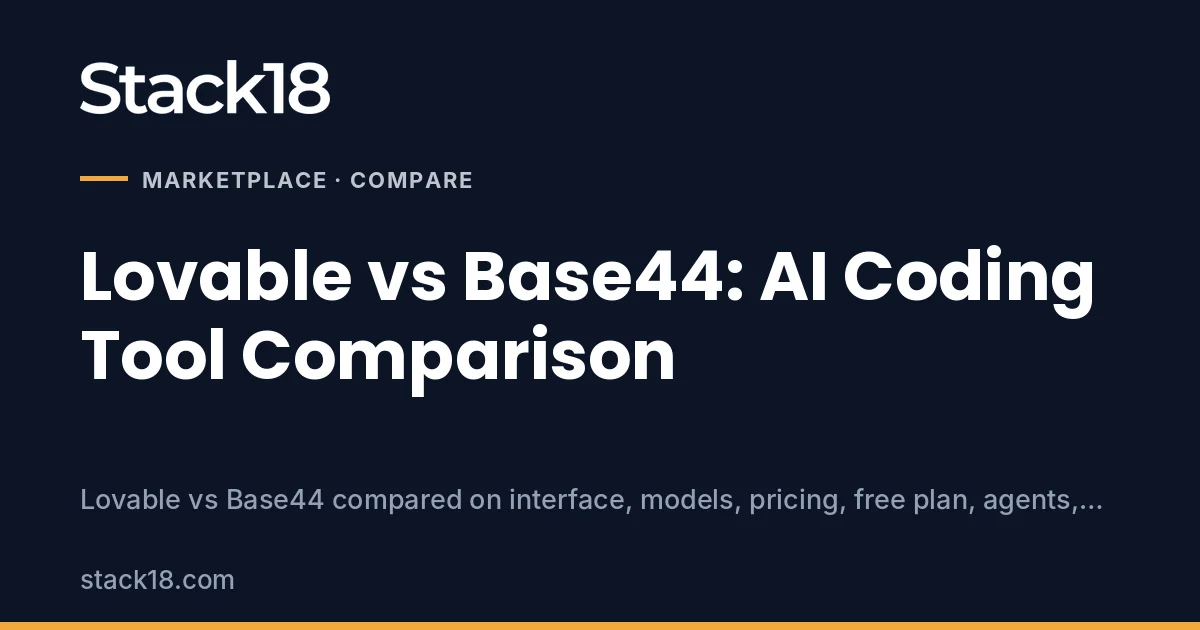 Stack18
MARKETPLACE · COMPARE
Lovable vs Base44: AI Coding
Tool Comparison
Lovable vs Base44 compared on interface, models, pricing, free plan, agents,...
stack18.com